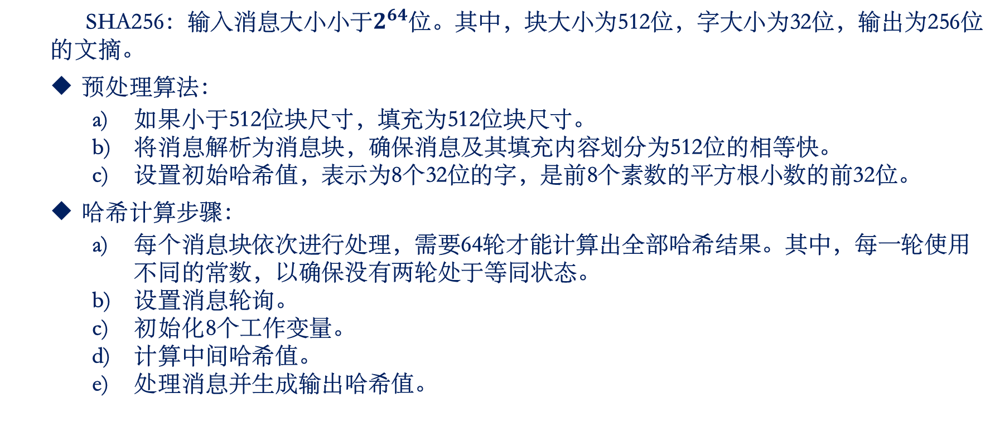 SHA256：输入消息大小小于2^64位。其中，块大小为512位，字大小为32位，输出为256位
的文摘。
◆ 预处理算法：
a) 如果小于512位块尺寸，填充为512位块尺寸。
b) 将消息解析为消息块，确保消息及其填充内容划分为512位的相等快。
c) 设置初始哈希值，表示为8个32位的字，是前8个素数的平方根小数的前32位。
◆ 哈希计算步骤：
a) 每个消息块依次进行处理，需要64轮才能计算出全部哈希结果。其中，每一轮使用
不同的常数，以确保没有两轮处于等同状态。
b) 设置消息轮询。
c) 初始化8个工作变量。
d) 计算中间哈希值。
e) 处理消息并生成输出哈希值。